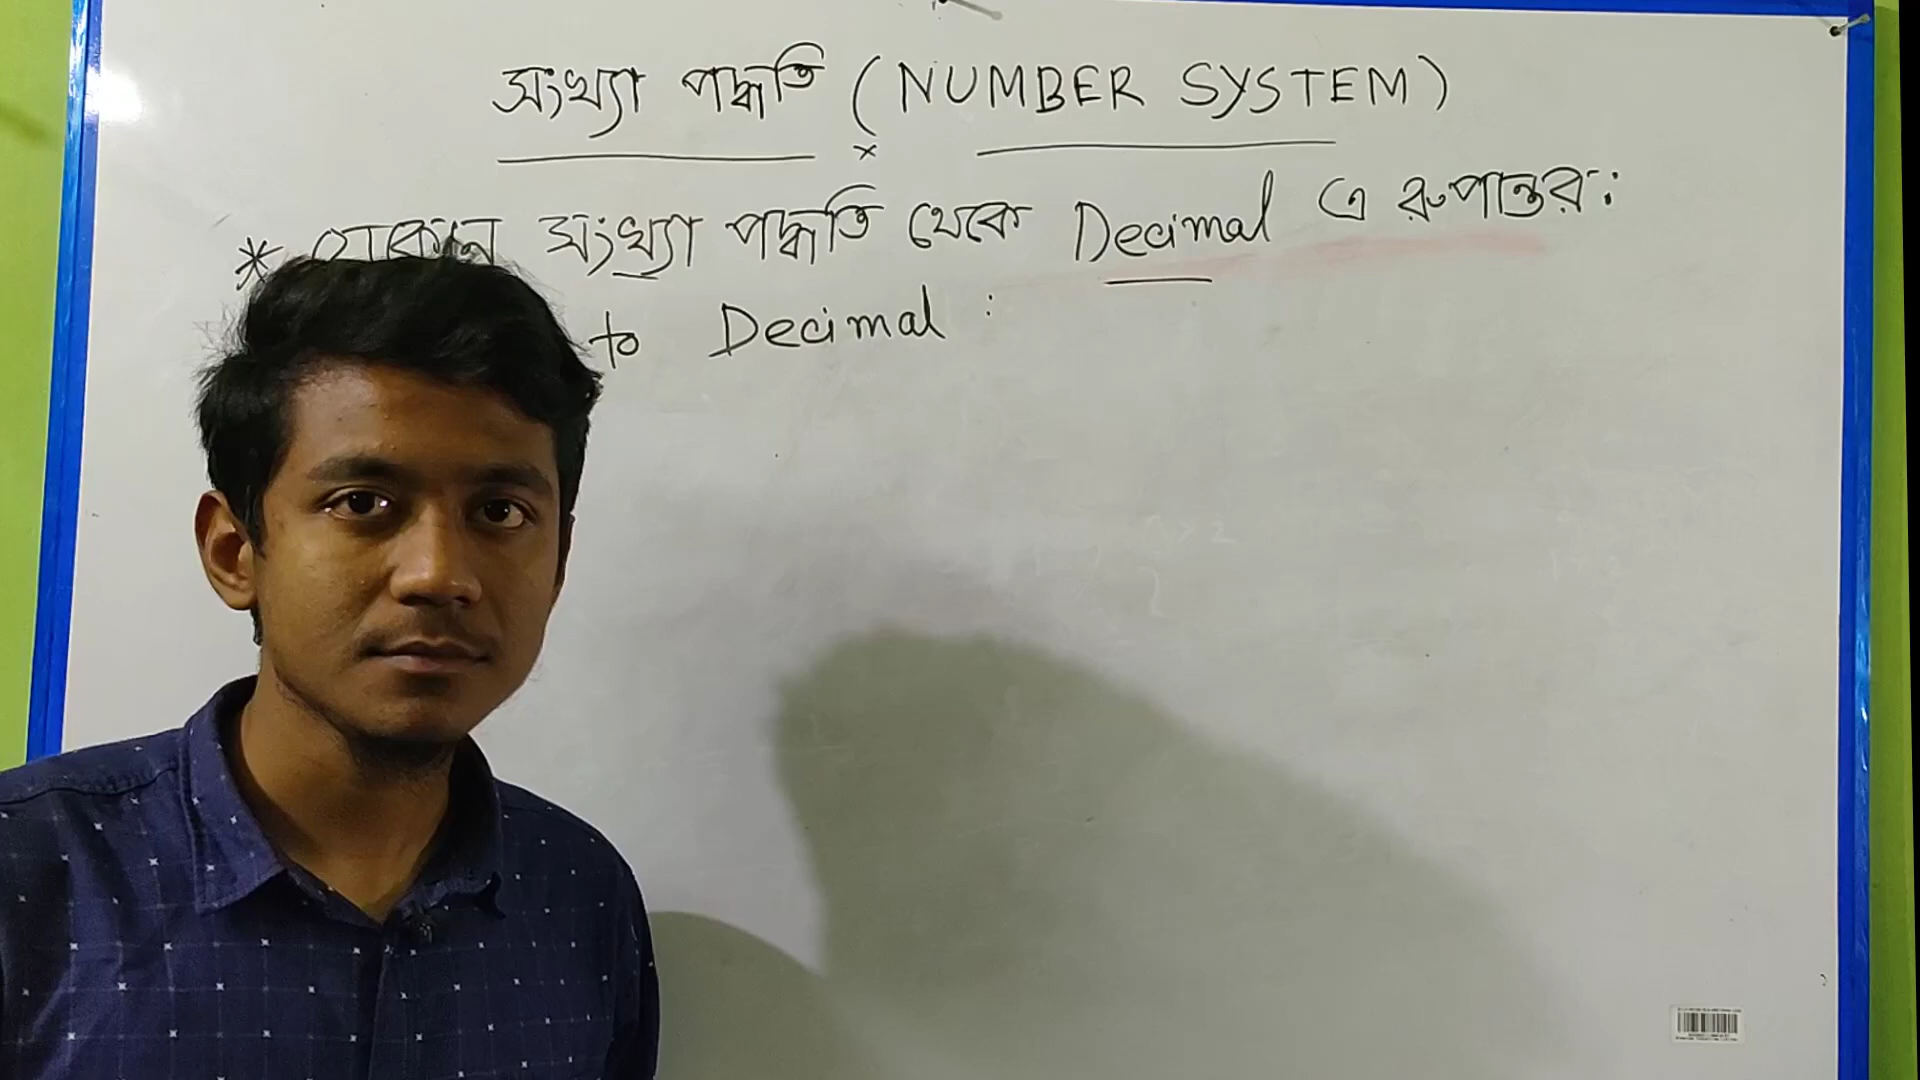 সংখ্যা পদ্ধতি (NUMBER SYSTEM)
×
* যেকোন সংখ্যা পদ্ধতি থেকে Decimal এ রুপান্তর:
to Decimal :